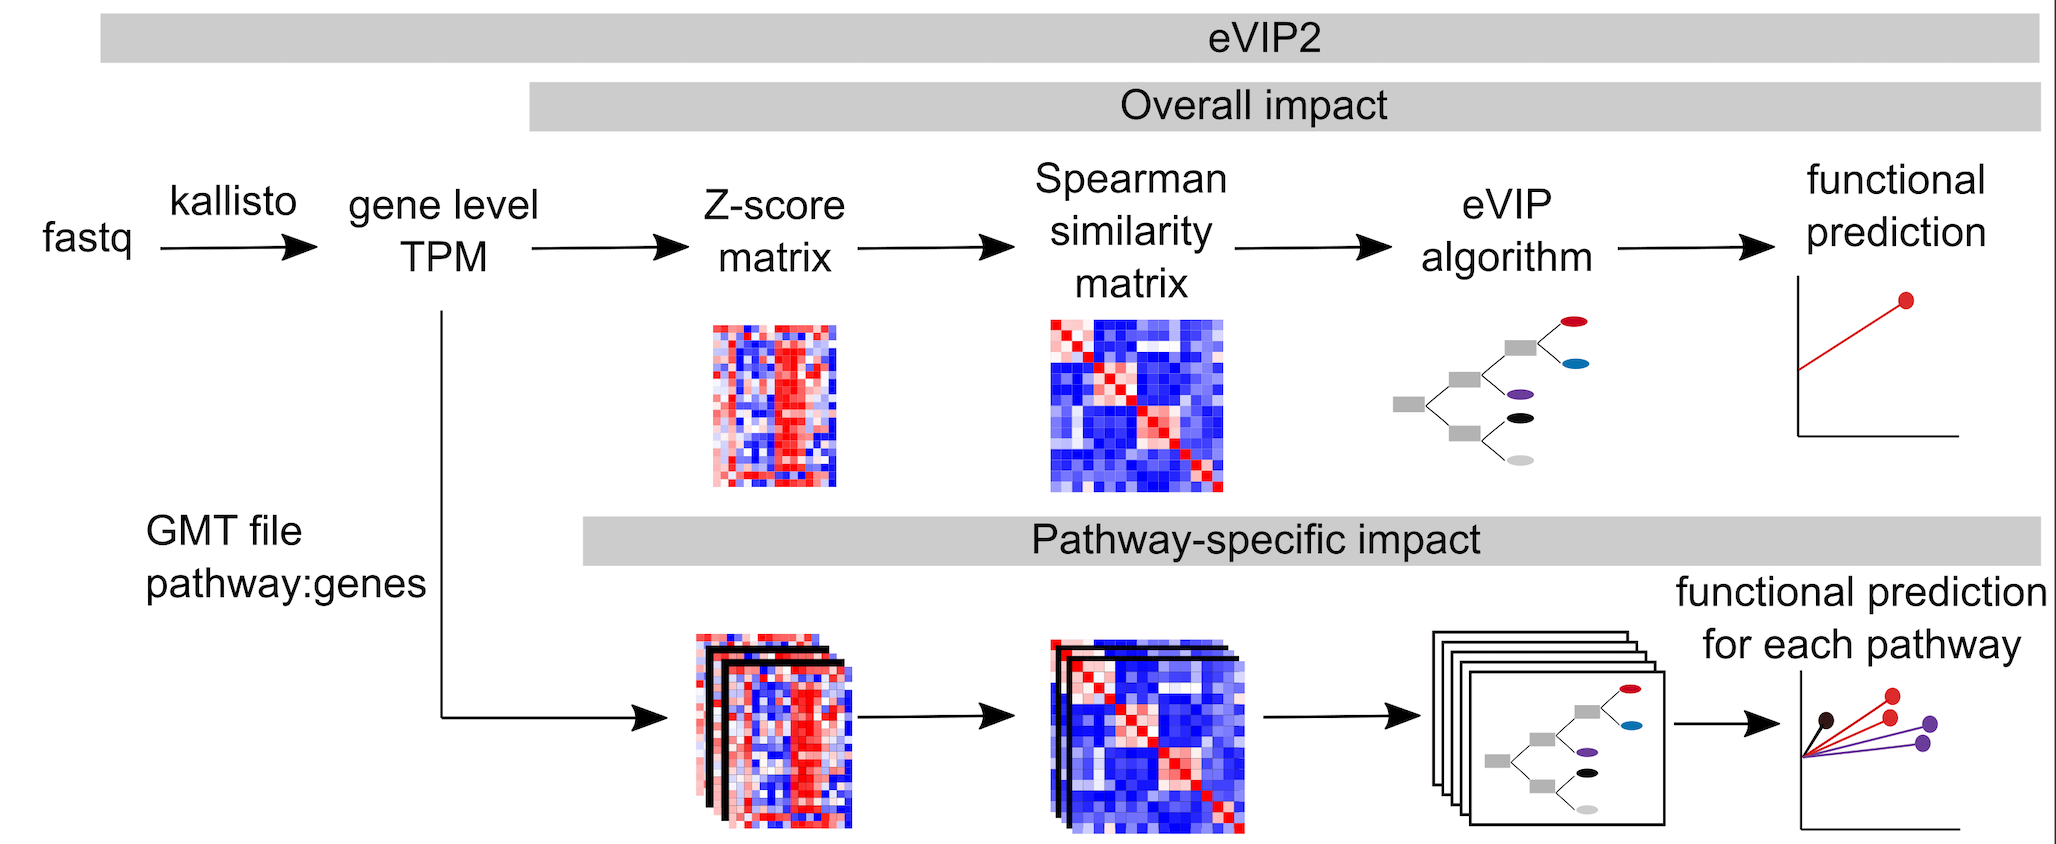 eVIP2
Overall impact
fastq
kallisto
gene level
TPM
Z-score
matrix
Spearman
similarity
matrix
eVIP
algorithm
functional
prediction
GMT file
pathway:genes
Pathway-specific impact
functional prediction
for each pathway